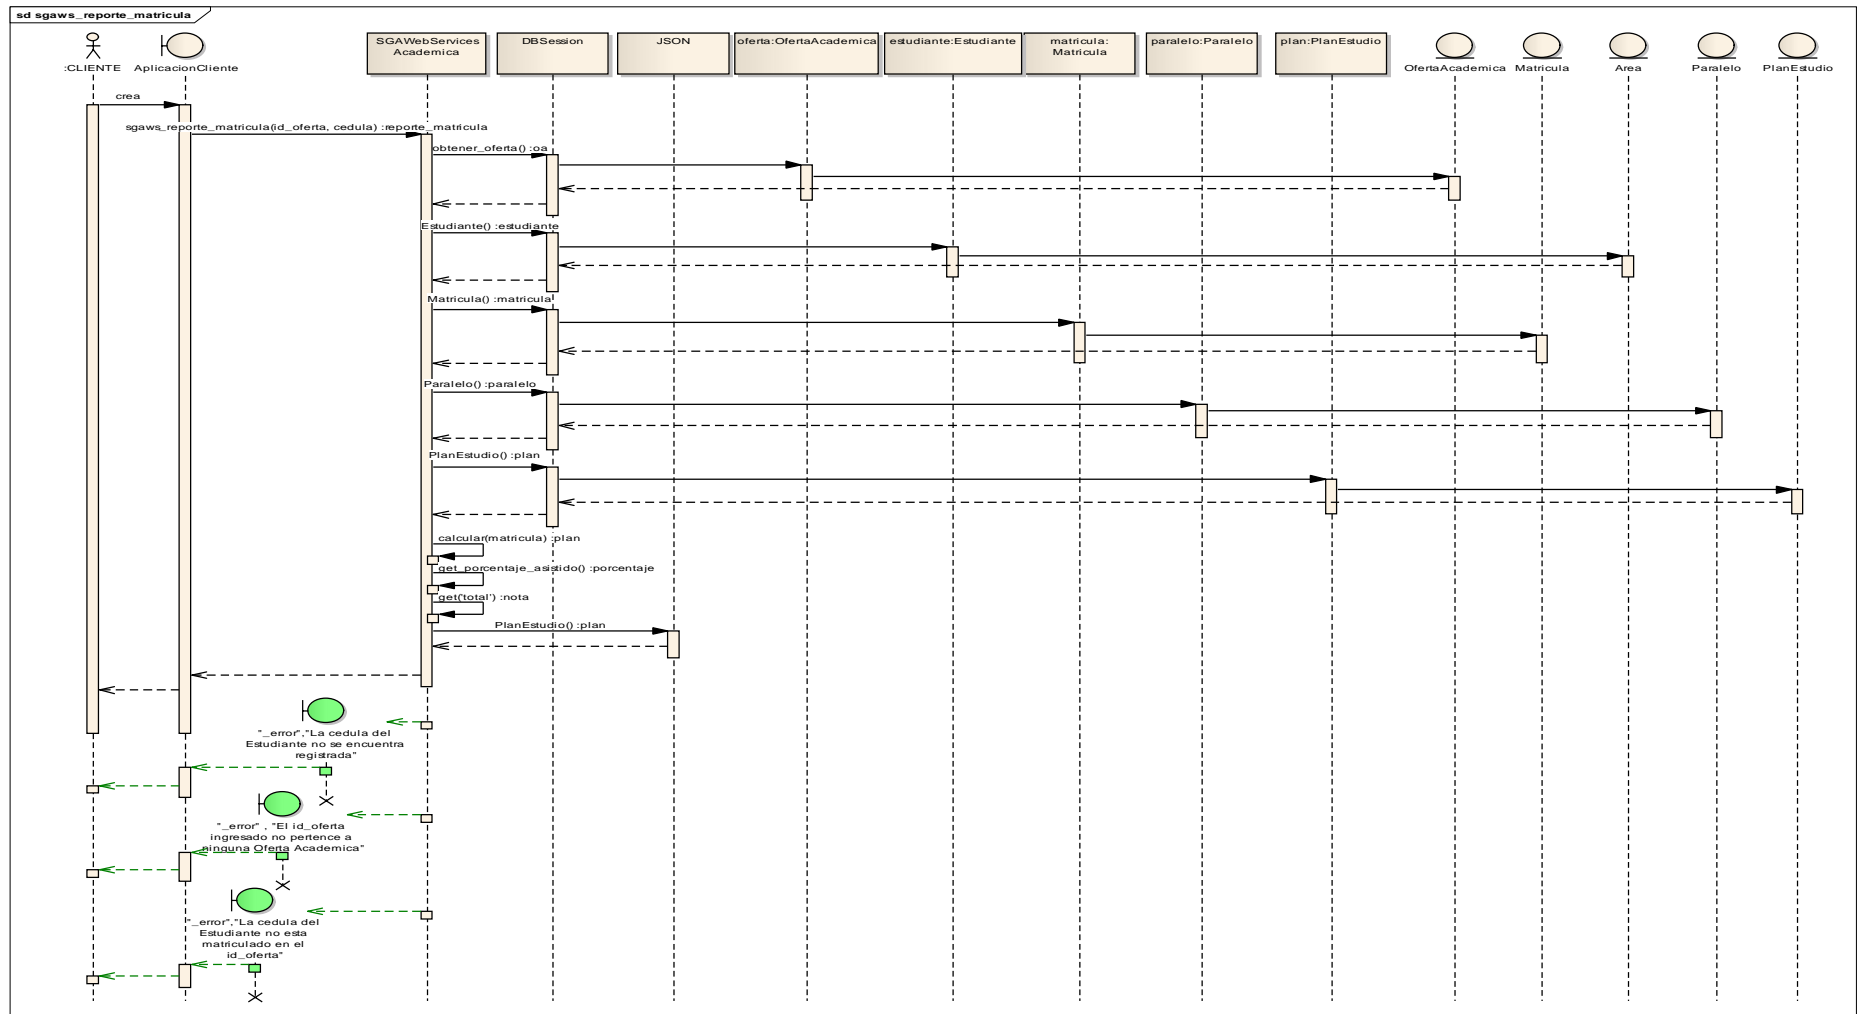 sd sgaws_reporte_matricula
:CLIENTE
AplicacionCliente
SGAWebServices
Academica
DBSession
JSON
oferta:OfertaAcademica
estudiante:Estudiante
matricula:
Matricula
paralelo:Paralelo
plan:PlanEstudio
OfertaAcademica
Matricula
Area
Paralelo
PlanEstudio
crea
sgaws_reporte_matricula(id_oferta, cedula) :reporte_matricula
obtener_oferta() :oa
Estudiante() :estudiante
Matricula() :matricula
Paralelo() :paralelo
PlanEstudio() :plan
calcular(matricula) :plan
get_porcentaje_asistido() :porcentaje
get('total') :nota
PlanEstudio() :plan
"_error","La cedula del
Estudiante no se encuentra
registrada"
"_error" , "El id_oferta
ingresado no pertence a
ninguna Oferta Academica"
"_error","La cedula del
Estudiante no esta
matriculado en el
id_oferta"